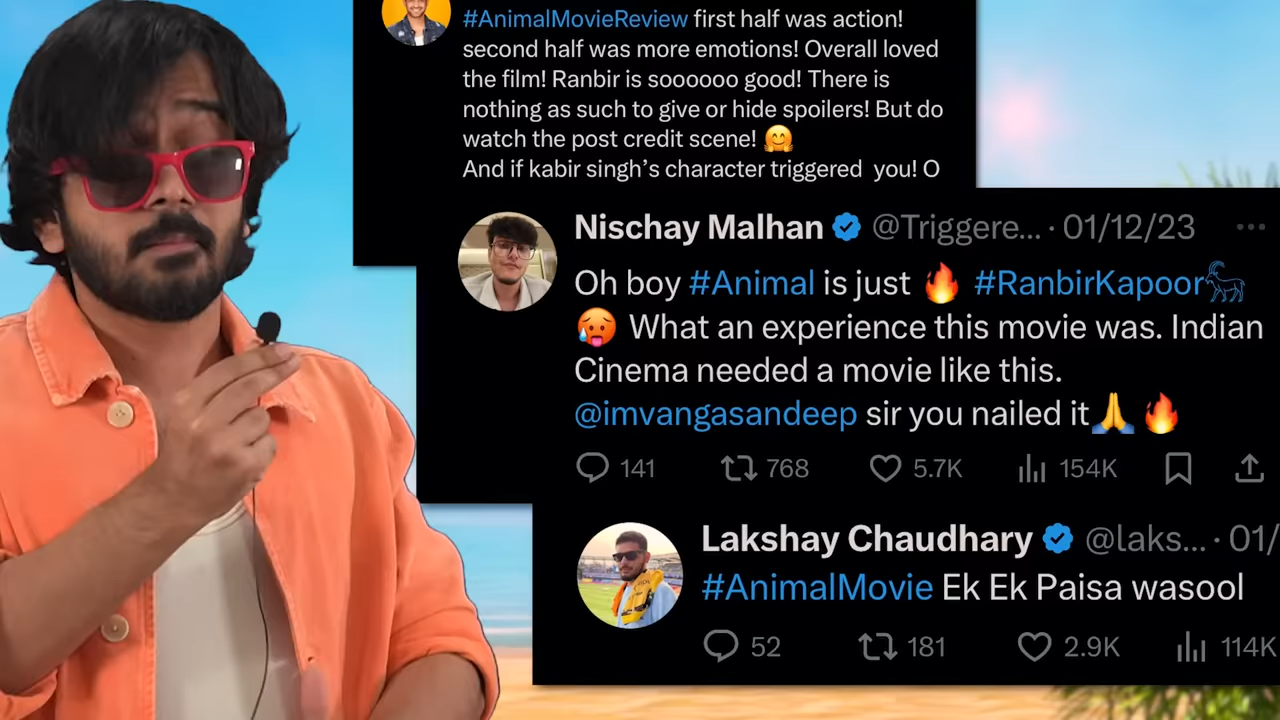 #AnimalMovieReview first half was action!
second half was more emotions! Overall loved
the film! Ranbir is soooooo good! There is
nothing as such to give or hide spoilers! But do
watch the post credit scene! 🤗
And if kabir singh's character triggered you! O
Nischay Malhan @Triggere... · 01/12/23 ...
Oh boy #Animal is just 🔥 #RanbirKapoor🐐
🥵 What an experience this movie was. Indian
Cinema needed a movie like this.
@imvangasandeep sir you nailed it🙏🔥
141 768 5.7K 154K
Lakshay Chaudhary @laks... · 01/
#AnimalMovie Ek Ek Paisa wasool
52 181 2.9K 114K